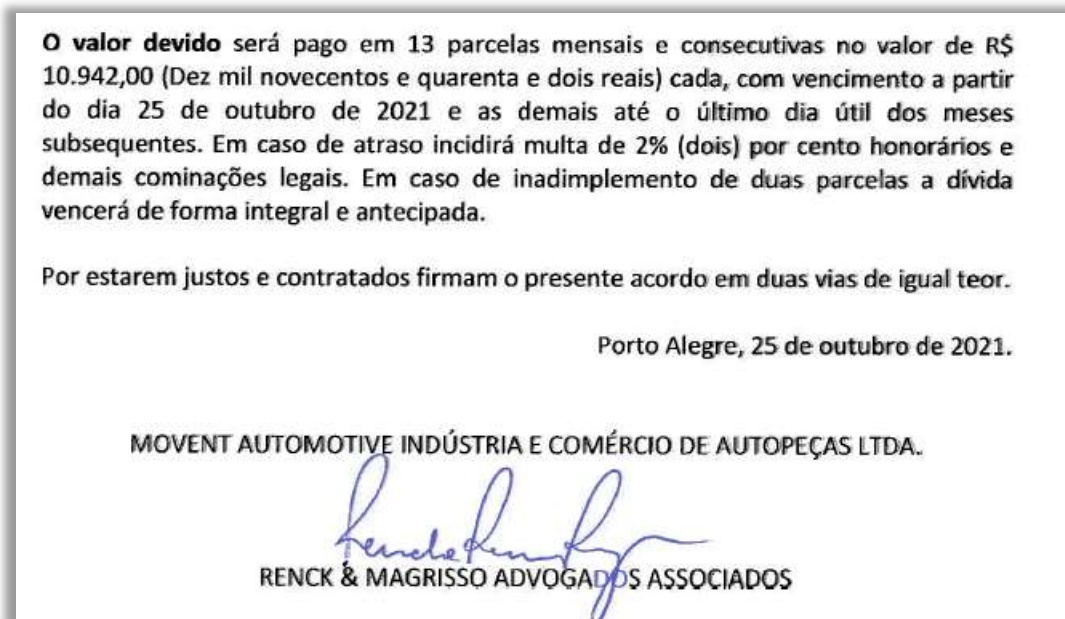 O valor devido será pago em 13 parcelas mensais e consecutivas no valor de R$
10.942,00 (Dez mil novecentos e quarenta e dois reais) cada, com vencimento a partir
do dia 25 de outubro de 2021 e as demais até o último dia útil dos meses
subsequentes. Em caso de atraso incidirá multa de 2% (dois) por cento honorários e
demais cominações legais. Em caso de inadimplemento de duas parcelas a dívida
vencerá de forma integral e antecipada.
Por estarem justos e contratados firmam o presente acordo em duas vias de igual teor.
Porto Alegre, 25 de outubro de 2021.
MOVENT AUTOMOTIVE INDÚSTRIA E COMÉRCIO DE AUTOPEÇAS LTDA.
RENCK & MAGRISSO ADVOGADOS ASSOCIADOS